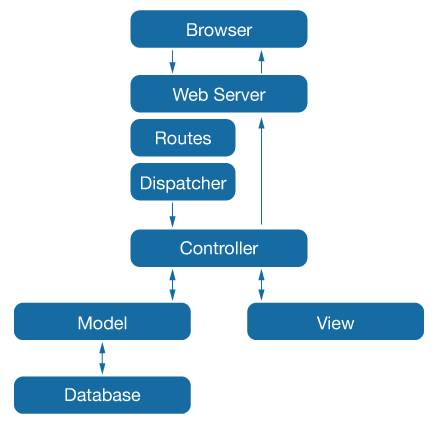 Browser
Web Server
Routes
Dispatcher
Controller
Model
View
Database